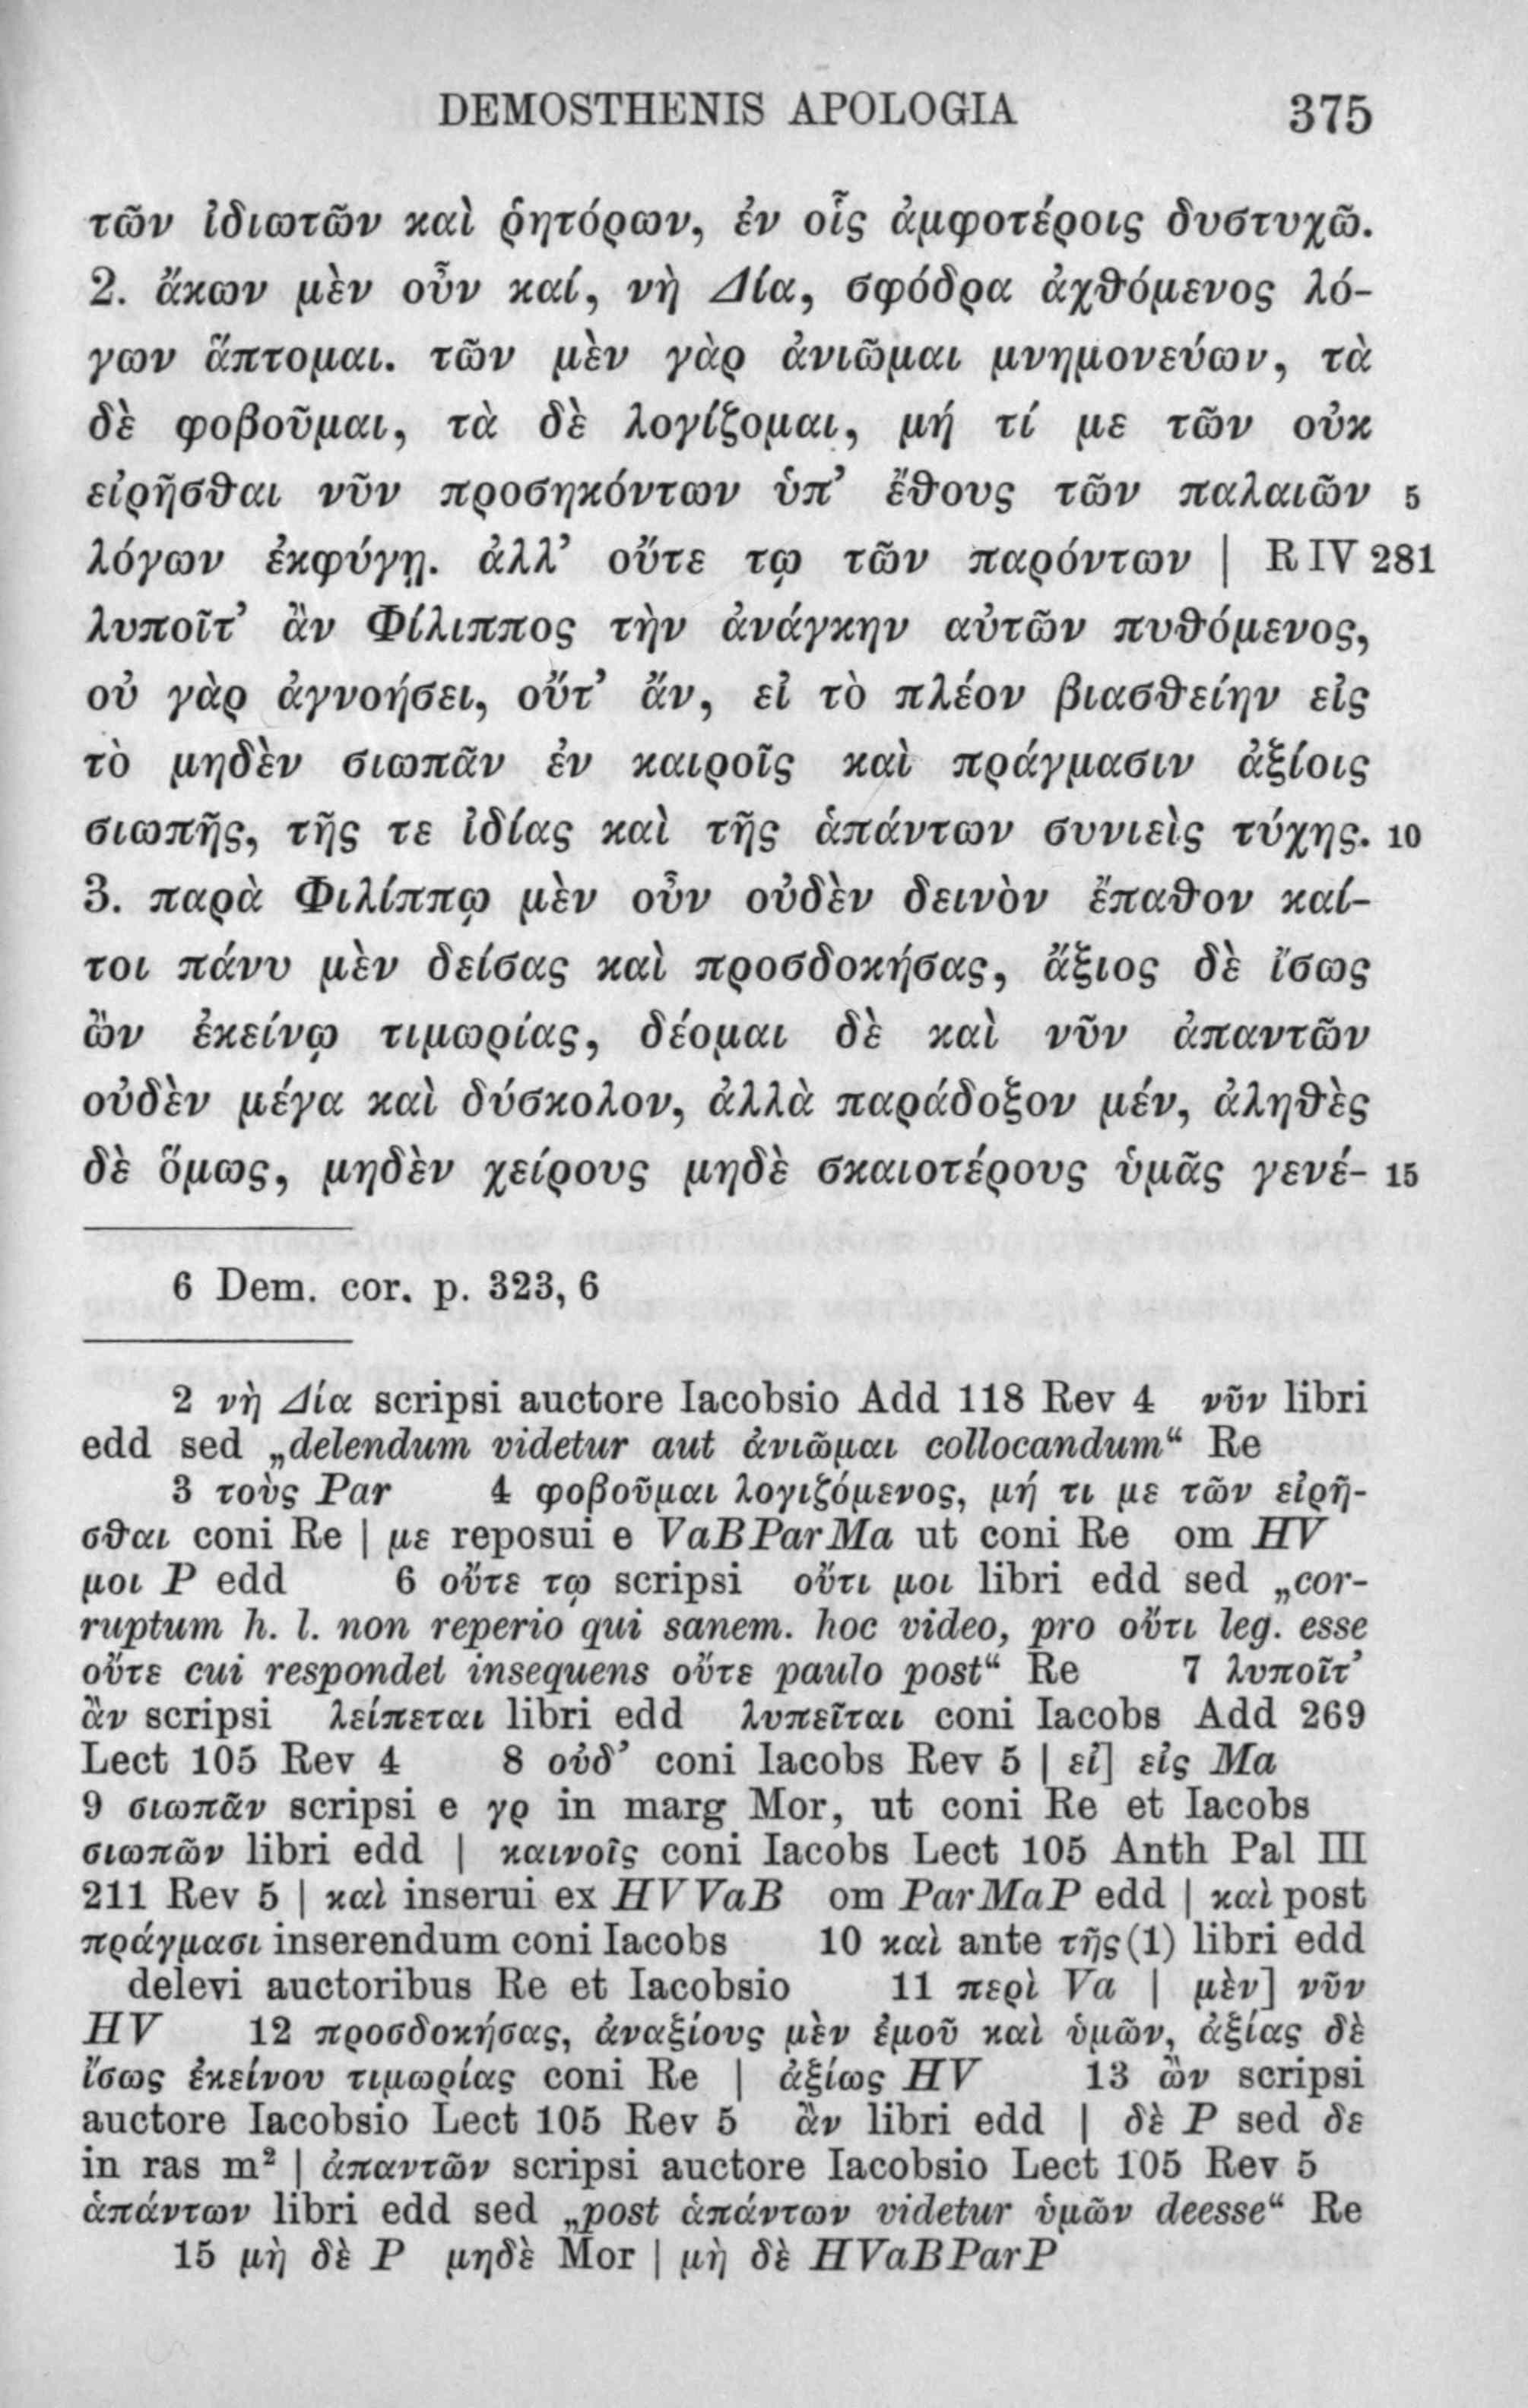 DEMOSTHENIS APOLOGIA 375
τῶν ἰδιωτῶν καὶ ῥητόρων, ἐν οἷς ἀμφοτέροις δυστυχῶ.
2. ἄκων μὲν οὖν καί, νὴ Δία, σφόδρα ἀχθόμενος λό-
γων ἅπτομαι. τῶν μὲν γὰρ ἀνιῶμαι μνημονεύων, τὰ
δὲ φοβοῦμαι, τὰ δὲ λογίζομαι, μή τί με τῶν οὐκ
εἰρῆσθαι νῦν προσηκόντων ὑπ’ ἔθους τῶν παλαιῶν 5
λόγων ἐκφύγῃ. ἀλλ’ οὔτε τῳ τῶν παρόντων | R IV 281
λυποῖτ’ ἂν Φίλιππος τὴν ἀνάγκην αὐτῶν πυθόμενος,
οὐ γὰρ ἀγνοήσει, οὔτ’ ἄν, εἰ τὸ πλέον βιασθείην εἰς
τὸ μηδὲν σιωπᾶν ἐν καιροῖς καὶ πράγμασιν ἀξίοις
σιωπῆς, τῆς τε ἰδίας καὶ τῆς ἁπάντων συνιεὶς τύχης. 10
3. παρὰ Φιλίππῳ μὲν οὖν οὐδὲν δεινὸν ἔπαθον καί-
τοι πάνυ μὲν δείσας καὶ προσδοκήσας, ἄξιος δὲ ἴσως
ὢν ἐκείνῳ τιμωρίας, δέομαι δὲ καὶ νῦν ἀπαντῶν
οὐδὲν μέγα καὶ δύσκολον, ἀλλὰ παράδοξον μέν, ἀληθὲς
δὲ ὅμως, μηδὲν χείρους μηδὲ σκαιοτέρους ὑμᾶς γενέ- 15
6 Dem. cor. p. 323, 6
2 νὴ Δία scripsi auctore Iacobsio Add 118 Rev 4 νῦν libri
edd sed „delendum videtur aut ἀνιῶμαι collocandum“ Re
3 τοὺς Par 4 φοβοῦμαι λογιζόμενος, μή τι με τῶν εἰρῆ-
σθαι coni Re | με reposui e VaBParMa ut coni Re om HV
μοι P edd 6 οὔτε τῳ scripsi οὔτι μοι libri edd sed „cor-
ruptum h. l. non reperio qui sanem. hoc video, pro οὔτι leg. esse
οὔτε cui respondet insequens οὔτε paulo post“ Re 7 λυποῖτ’
ἂν scripsi λείπεται libri edd λυπεῖται coni Iacobs Add 269
Lect 105 Rev 4 8 οὐδ’ coni Iacobs Rev 5 | εἰ] εἰς Ma
9 σιωπᾶν scripsi e γρ in marg Mor, ut coni Re et Iacobs
σιωπῶν libri edd | καινοῖς coni Iacobs Lect 105 Anth Pal III
211 Rev 5 | καὶ inserui ex HVVaB om ParMaP edd | καὶ post
πράγμασι inserendum coni Iacobs 10 καὶ ante τῆς(1) libri edd
delevi auctoribus Re et Iacobsio 11 περὶ Va | μὲν] νῦν
HV 12 προσδοκήσας, ἀναξίους μὲν ἐμοῦ καὶ ὑμῶν, ἀξίας δὲ
ἴσως ἐκείνου τιμωρίας coni Re | ἀξίως HV 13 ὢν scripsi
auctore Iacobsio Lect 105 Rev 5 ἂν libri edd | δὲ P sed δε
in ras m² | ἀπαντῶν scripsi auctore Iacobsio Lect 105 Rev 5
ἁπάντων libri edd sed „post ἁπάντων videtur ὑμῶν deesse“ Re
15 μὴ δὲ P μηδὲ Mor | μὴ δὲ HVaBParP